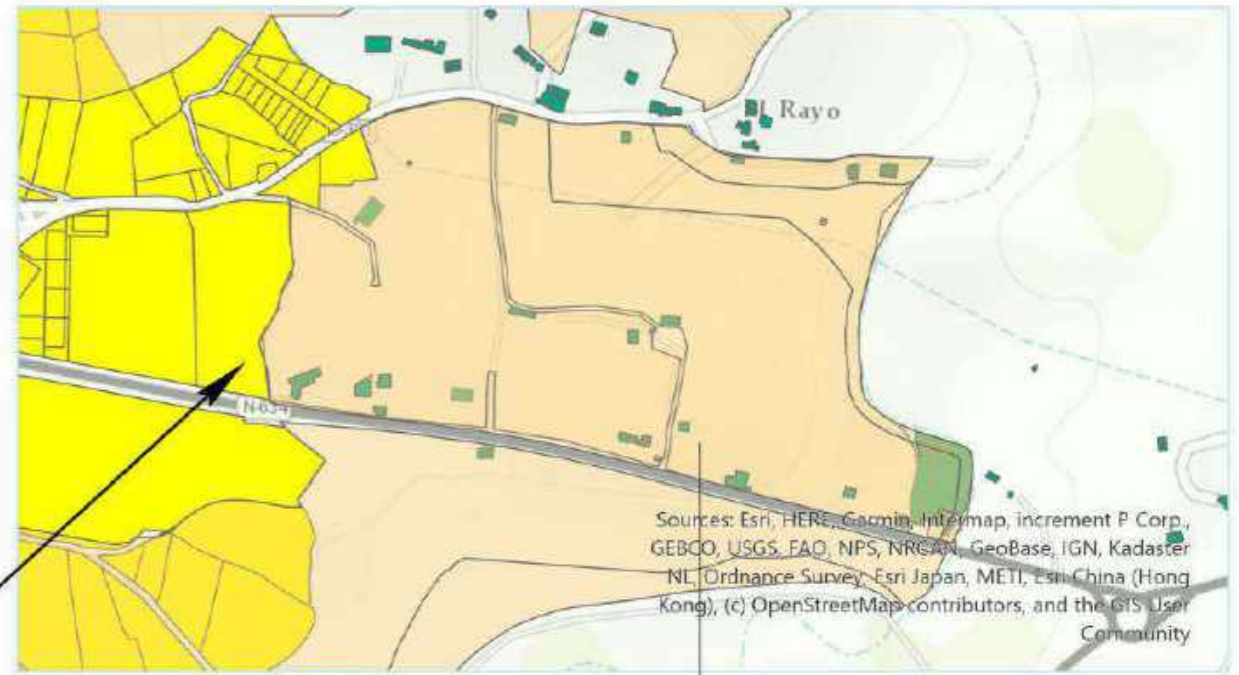 El Rayo
N-634
Sources: Esri, HERE, Garmin, Intermap, increment P Corp.,
GEBCO, USGS, FAO, NPS, NRCAN, GeoBase, IGN, Kadaster
NL, Ordnance Survey, Esri Japan, METI, Esri China (Hong
Kong), (c) OpenStreetMap contributors, and the GIS User
Community